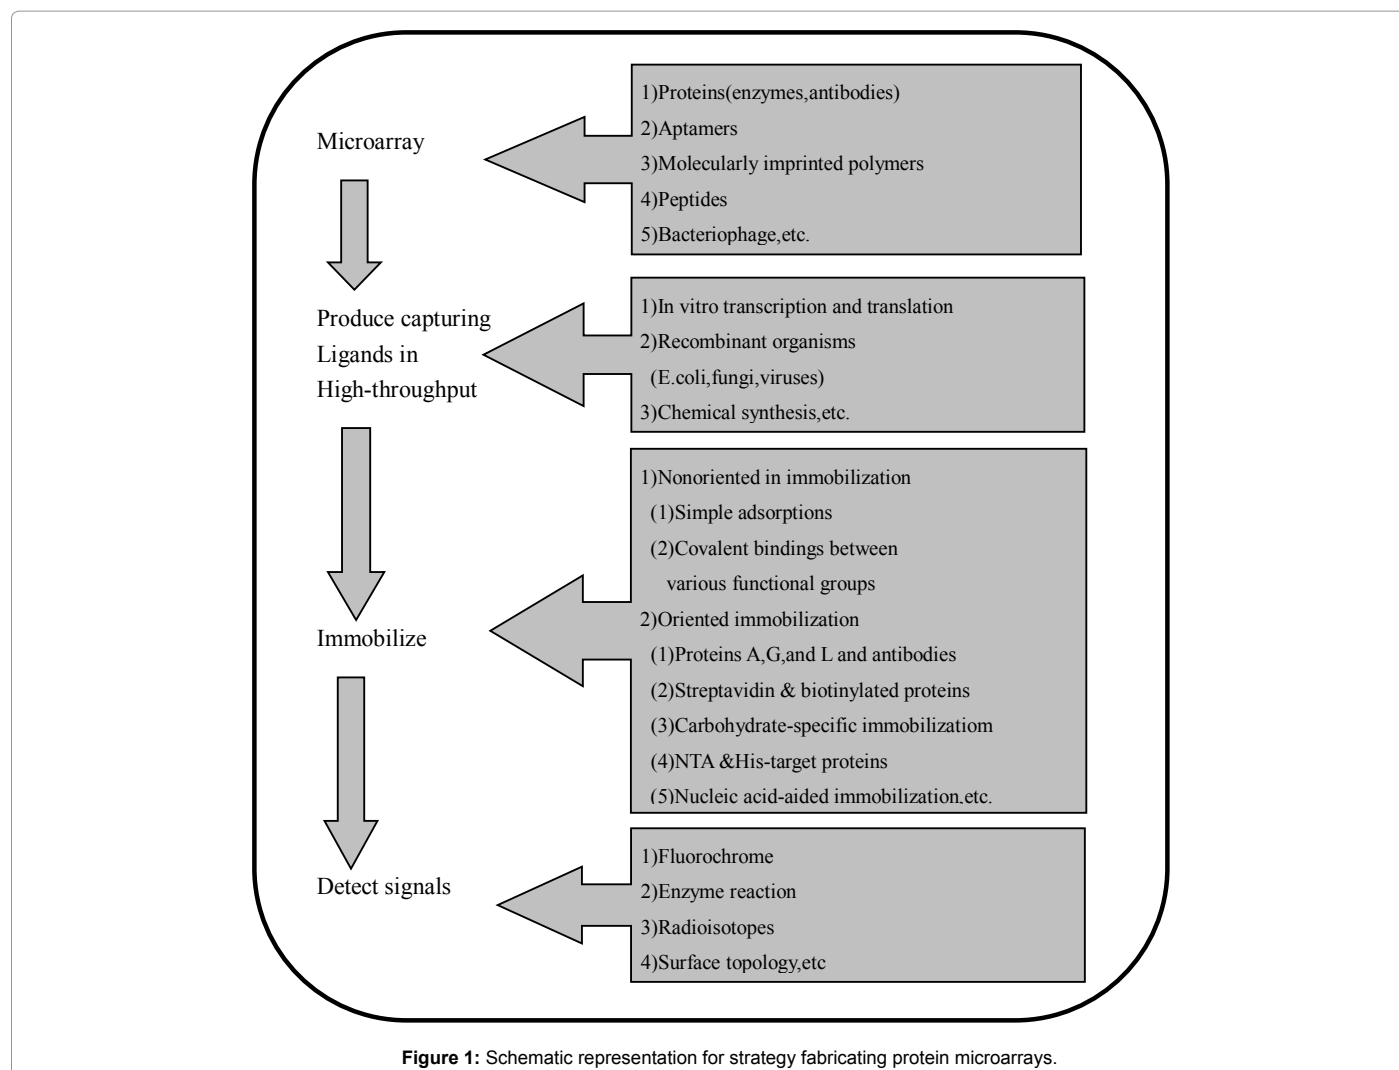 Microarray
1)Proteins(enzymes,antibodies)
2)Aptamers
3)Molecularly imprinted polymers
4)Peptides
5)Bacteriophage,etc.
Produce capturing
Ligands in
High-throughput
1)In vitro transcription and translation
2)Recombinant organisms
(E.coli,fungi,viruses)
3)Chemical synthesis,etc.
Immobilize
1)Nonoriented in immobilization
(1)Simple adsorptions
(2)Covalent bindings between
various functional groups
2)Oriented immobilization
(1)Proteins A,G,and L and antibodies
(2)Streptavidin & biotinylated proteins
(3)Carbohydrate-specific immobilizatiom
(4)NTA &His-target proteins
(5)Nucleic acid-aided immobilization,etc.
Detect signals
1)Fluorochrome
2)Enzyme reaction
3)Radioisotopes
4)Surface topology,etc
Figure 1: Schematic representation for strategy fabricating protein microarrays.